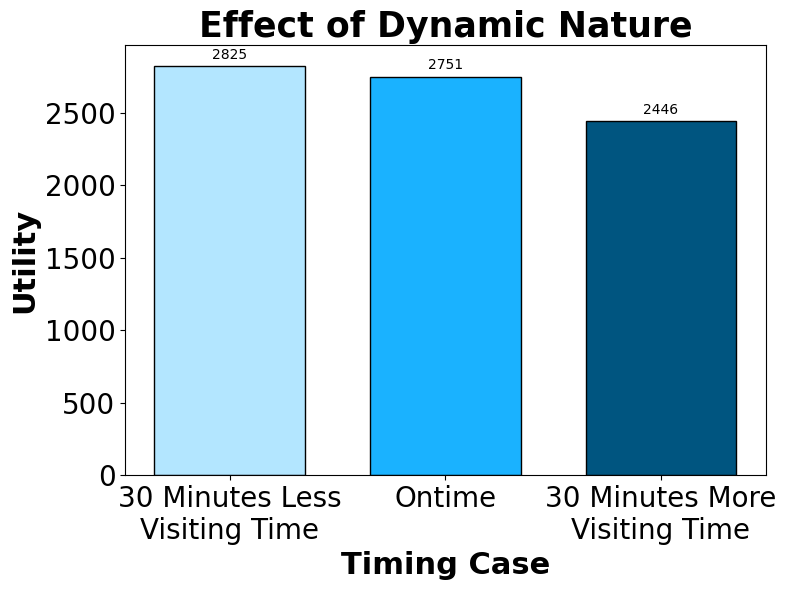 Effect of Dynamic Nature
2825
2751
2446
2500
2000
1500
1000
500
0
Utility
30 Minutes Less
Visiting Time
Ontime
30 Minutes More
Visiting Time
Timing Case